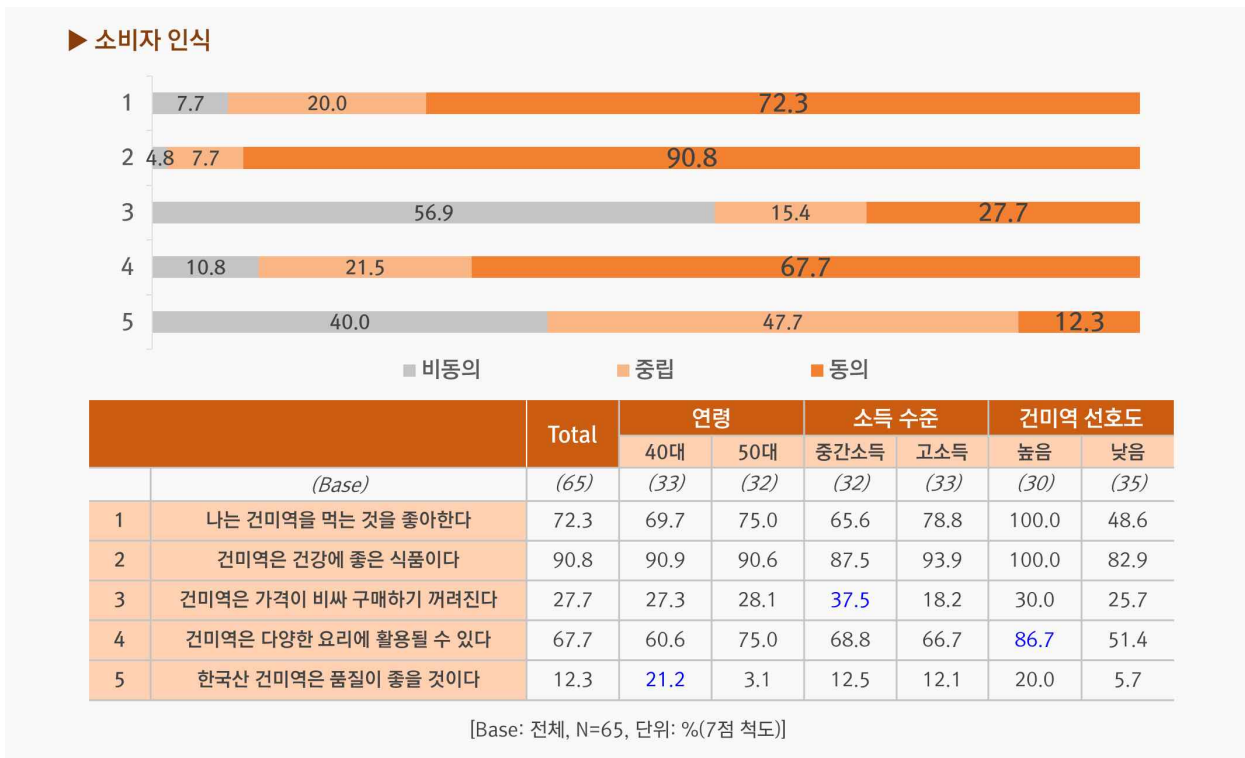 ▶ 소비자 인식
1 7.7 20.0 72.3
2 4.8 7.7 90.8
3 56.9 15.4 27.7
4 10.8 21.5 67.7
5 40.0 47.7 12.3
비동의 중립 동의
Total 연령 소득 수준 건미역 선호도
40대 50대 중간소득 고소득 높음 낮음
(Base) (65) (33) (32) (32) (33) (30) (35)
1 나는 건미역을 먹는 것을 좋아한다 72.3 69.7 75.0 65.6 78.8 100.0 48.6
2 건미역은 건강에 좋은 식품이다 90.8 90.9 90.6 87.5 93.9 100.0 82.9
3 건미역은 가격이 비싸 구매하기 꺼려진다 27.7 27.3 28.1 37.5 18.2 30.0 25.7
4 건미역은 다양한 요리에 활용될 수 있다 67.7 60.6 75.0 68.8 66.7 86.7 51.4
5 한국산 건미역은 품질이 좋을 것이다 12.3 21.2 3.1 12.5 12.1 20.0 5.7
[Base: 전체, N=65, 단위: %(7점 척도)]